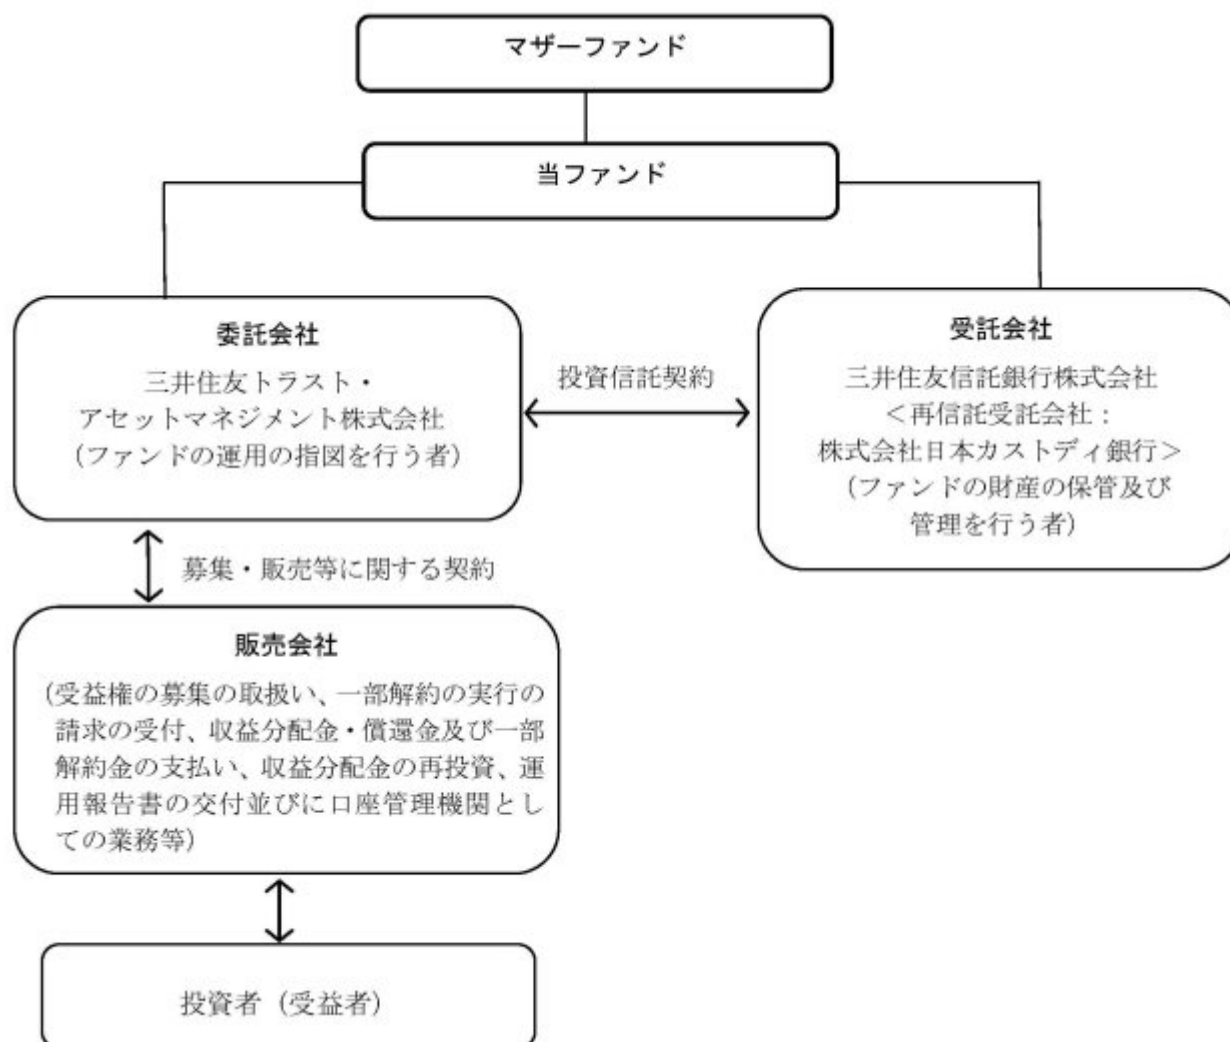 マザーファンド
当ファンド
委託会社
三井住友トラスト・
アセットマネジメント株式会社
（ファンドの運用の指図を行う者）
投資信託契約
受託会社
三井住友信託銀行株式会社
＜再信託受託会社：
株式会社日本カストディ銀行＞
（ファンドの財産の保管及び
管理を行う者）
募集・販売等に関する契約
販売会社
（受益権の募集の取扱い、一部解約の実行の
請求の受付、収益分配金・償還金及び一部
解約金の支払い、収益分配金の再投資、運
用報告書の交付並びに口座管理機関とし
ての業務等）
投資者（受益者）